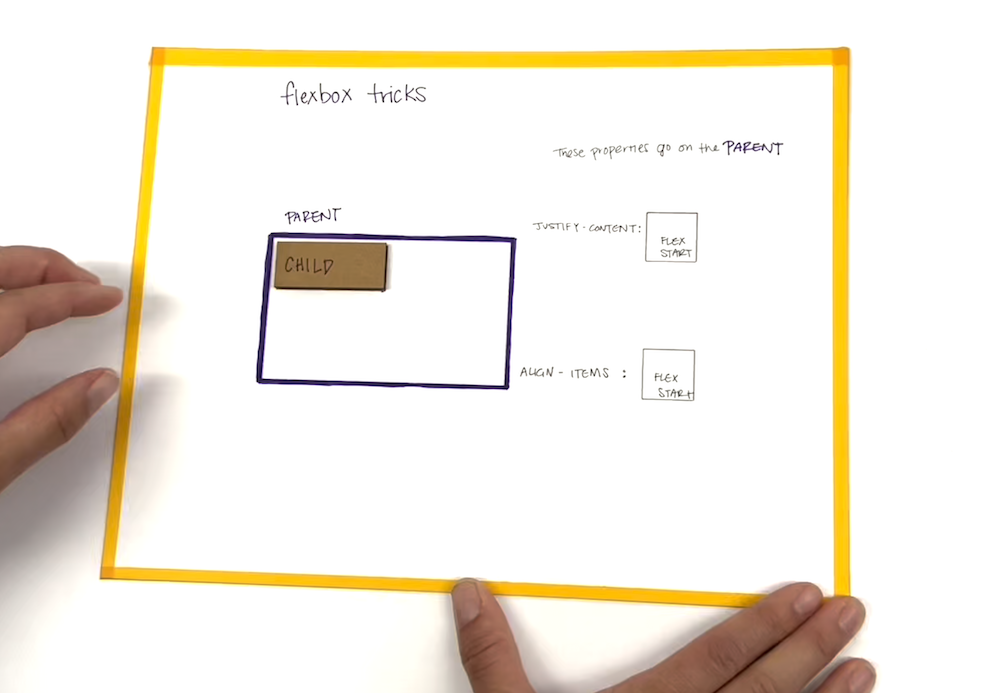 flexbox tricks
These properties go on the PARENT
PARENT
CHILD
JUSTIFY-CONTENT:
FLEX
START
ALIGN-ITEMS :
FLEX
START